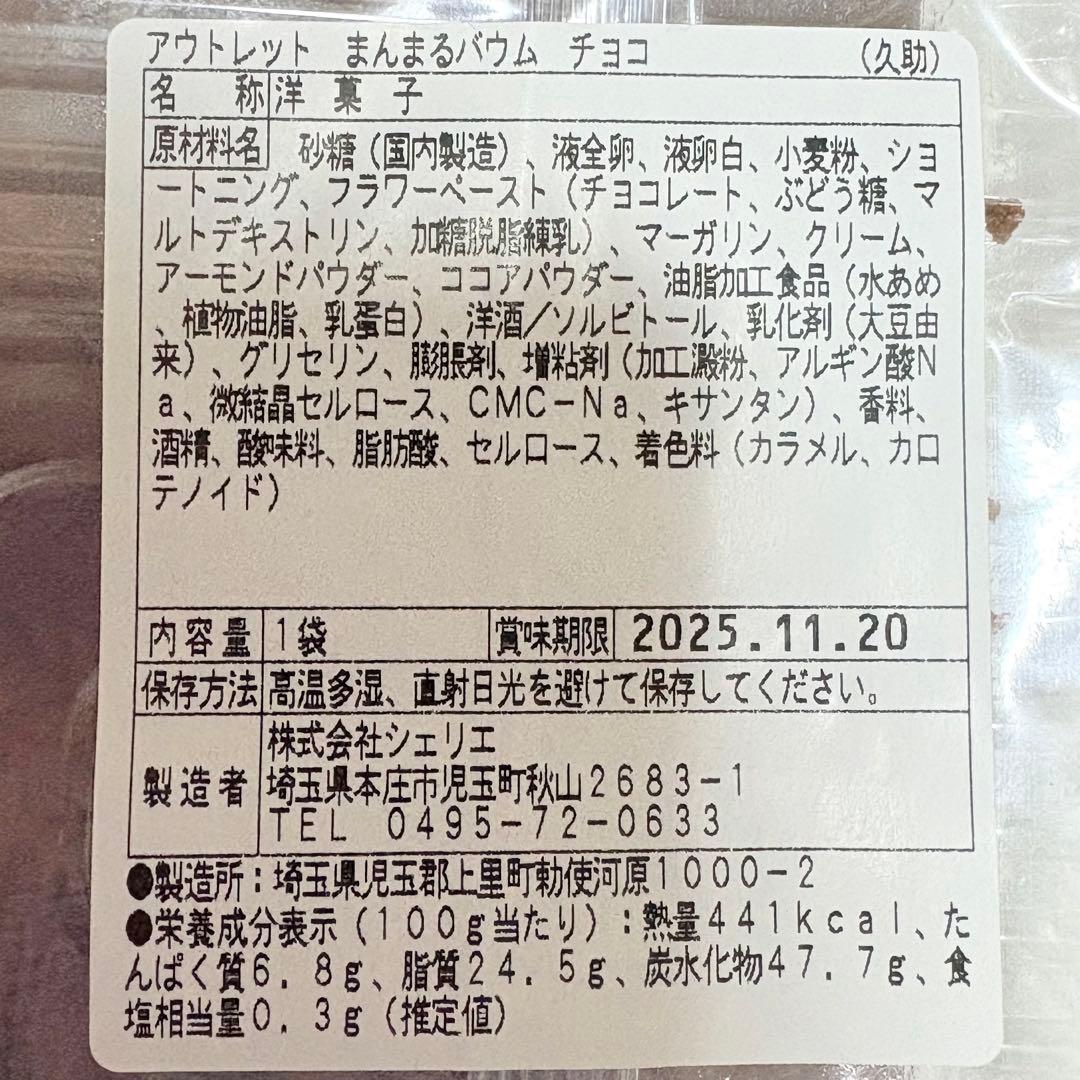 アウトレット　まんまるバウム　チョコ　（久助）
名　称 洋　菓　子
原材料名 砂糖（国内製造）、液全卵、液卵白、小麦粉、ショ
ートニング、フラワーペースト（チョコレート、ぶどう糖、マ
ルトデキストリン、加糖脱脂練乳）、マーガリン、クリーム、
アーモンドパウダー、ココアパウダー、油脂加工食品（水あめ
、植物油脂、乳蛋白）、洋酒／ソルビトール、乳化剤（大豆由
来）、グリセリン、膨脹剤、増粘剤（加工澱粉、アルギン酸Ｎ
ａ、微結晶セルロース、ＣＭＣ－Ｎａ、キサンタン）、香料、
酒精、酸味料、脂肪酸、セルロース、着色料（カラメル、カロ
テノイド）
内容量 １袋 賞味期限 2025.11.20
保存方法 高温多湿、直射日光を避けて保存してください。
製造者 株式会社シェリエ
埼玉県本庄市児玉町秋山２６８３－１
ＴＥＬ　０４９５－７２－０６３３
●製造所：埼玉県児玉郡上里町勅使河原１０００－２
●栄養成分表示（１００ｇ当たり）：熱量４４１ｋｃａｌ、た
んぱく質６．８ｇ、脂質２４．５ｇ、炭水化物４７．７ｇ、食
塩相当量０．３ｇ（推定値）